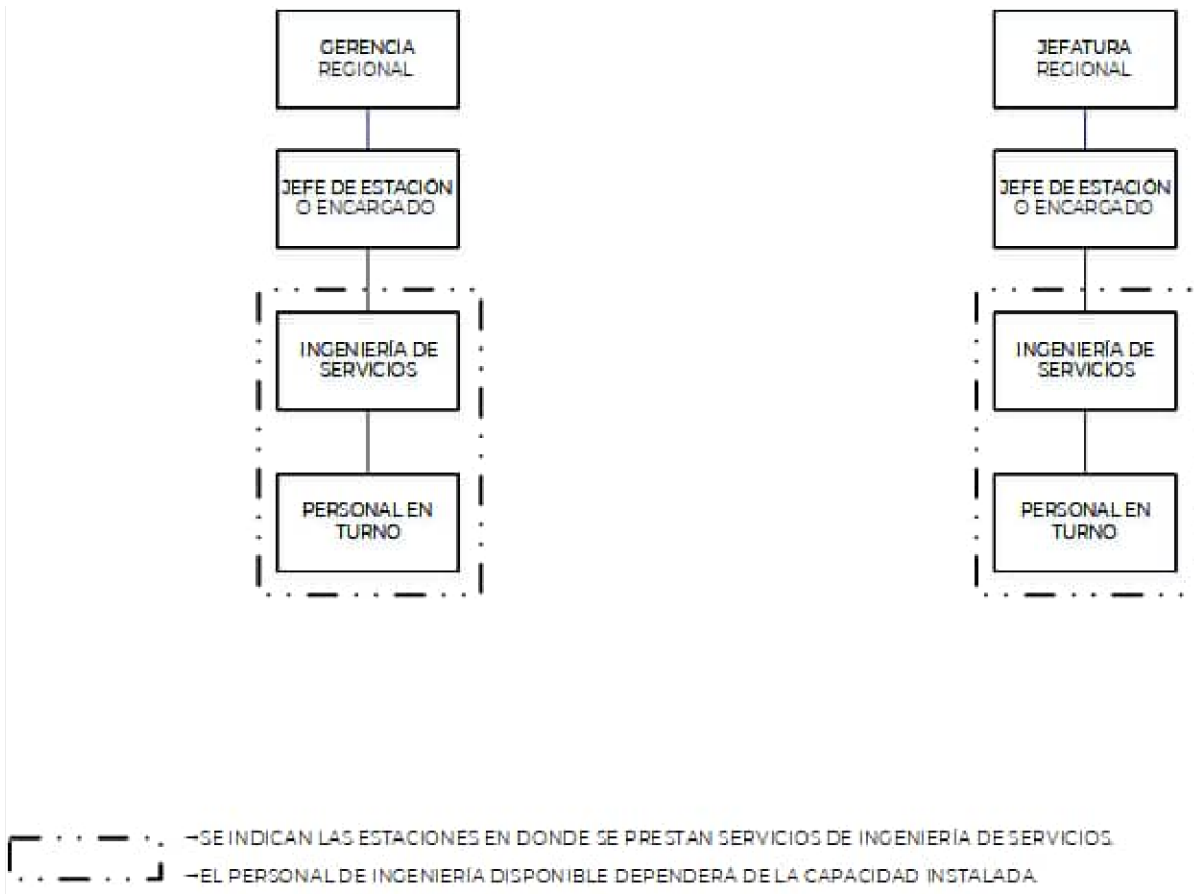 GERENCIA
REGIONAL
JEFE DE ESTACIÓN
O ENCARGADO
INGENIERÍA DE
SERVICIOS
PERSONAL EN
TURNO
JEFATURA
REGIONAL
JEFE DE ESTACIÓN
O ENCARGADO
INGENIERÍA DE
SERVICIOS
PERSONAL EN
TURNO
→SE INDICAN LAS ESTACIONES EN DONDE SE PRESTAN SERVICIOS DE INGENIERÍA DE SERVICIOS.
→EL PERSONAL DE INGENIERÍA DISPONIBLE DEPENDERÁ DE LA CAPACIDAD INSTALADA.